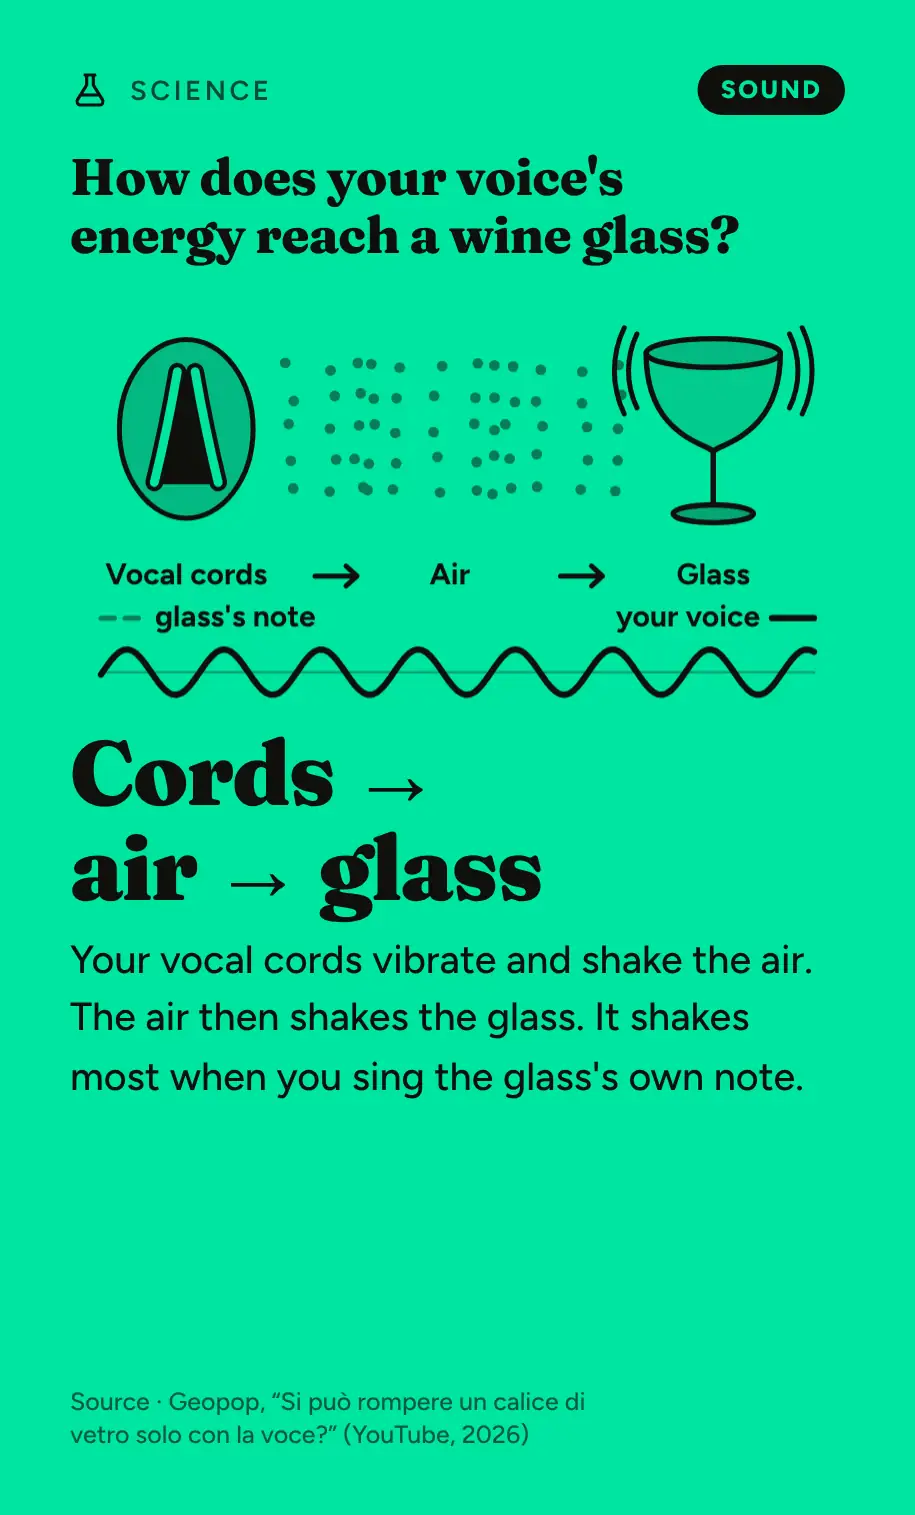 SCIENCE
SOUND
How does your voice's
energy reach a wine glass?
Vocal cords → Air → Glass
glass's note
your voice
Cords →
air → glass
Your vocal cords vibrate and shake the air.
The air then shakes the glass. It shakes
most when you sing the glass's own note.
Source · Geopop, “Si può rompere un calice di
vetro solo con la voce?” (YouTube, 2026)